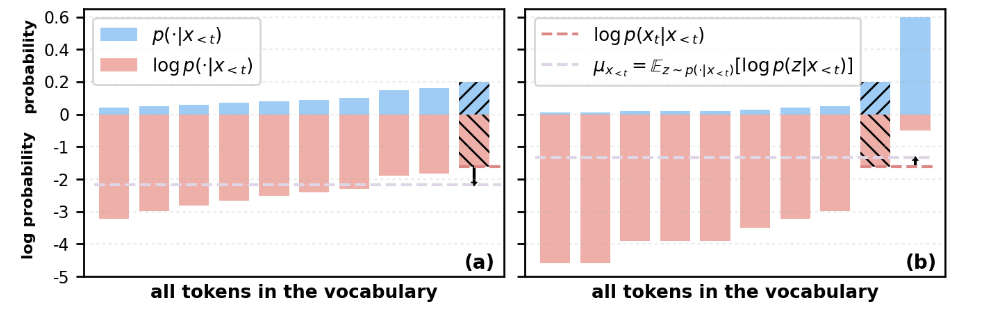 0.6
0.4
0.2
0
-1
-2
-3
-4
-5
probability
log probability
p(·|x<t)
log p(·|x<t)
(a)
all tokens in the vocabulary
log p(xt|x<t)
μx<t = 𝔼z∼p(·|x<t)[log p(z|x<t)]
(b)
all tokens in the vocabulary